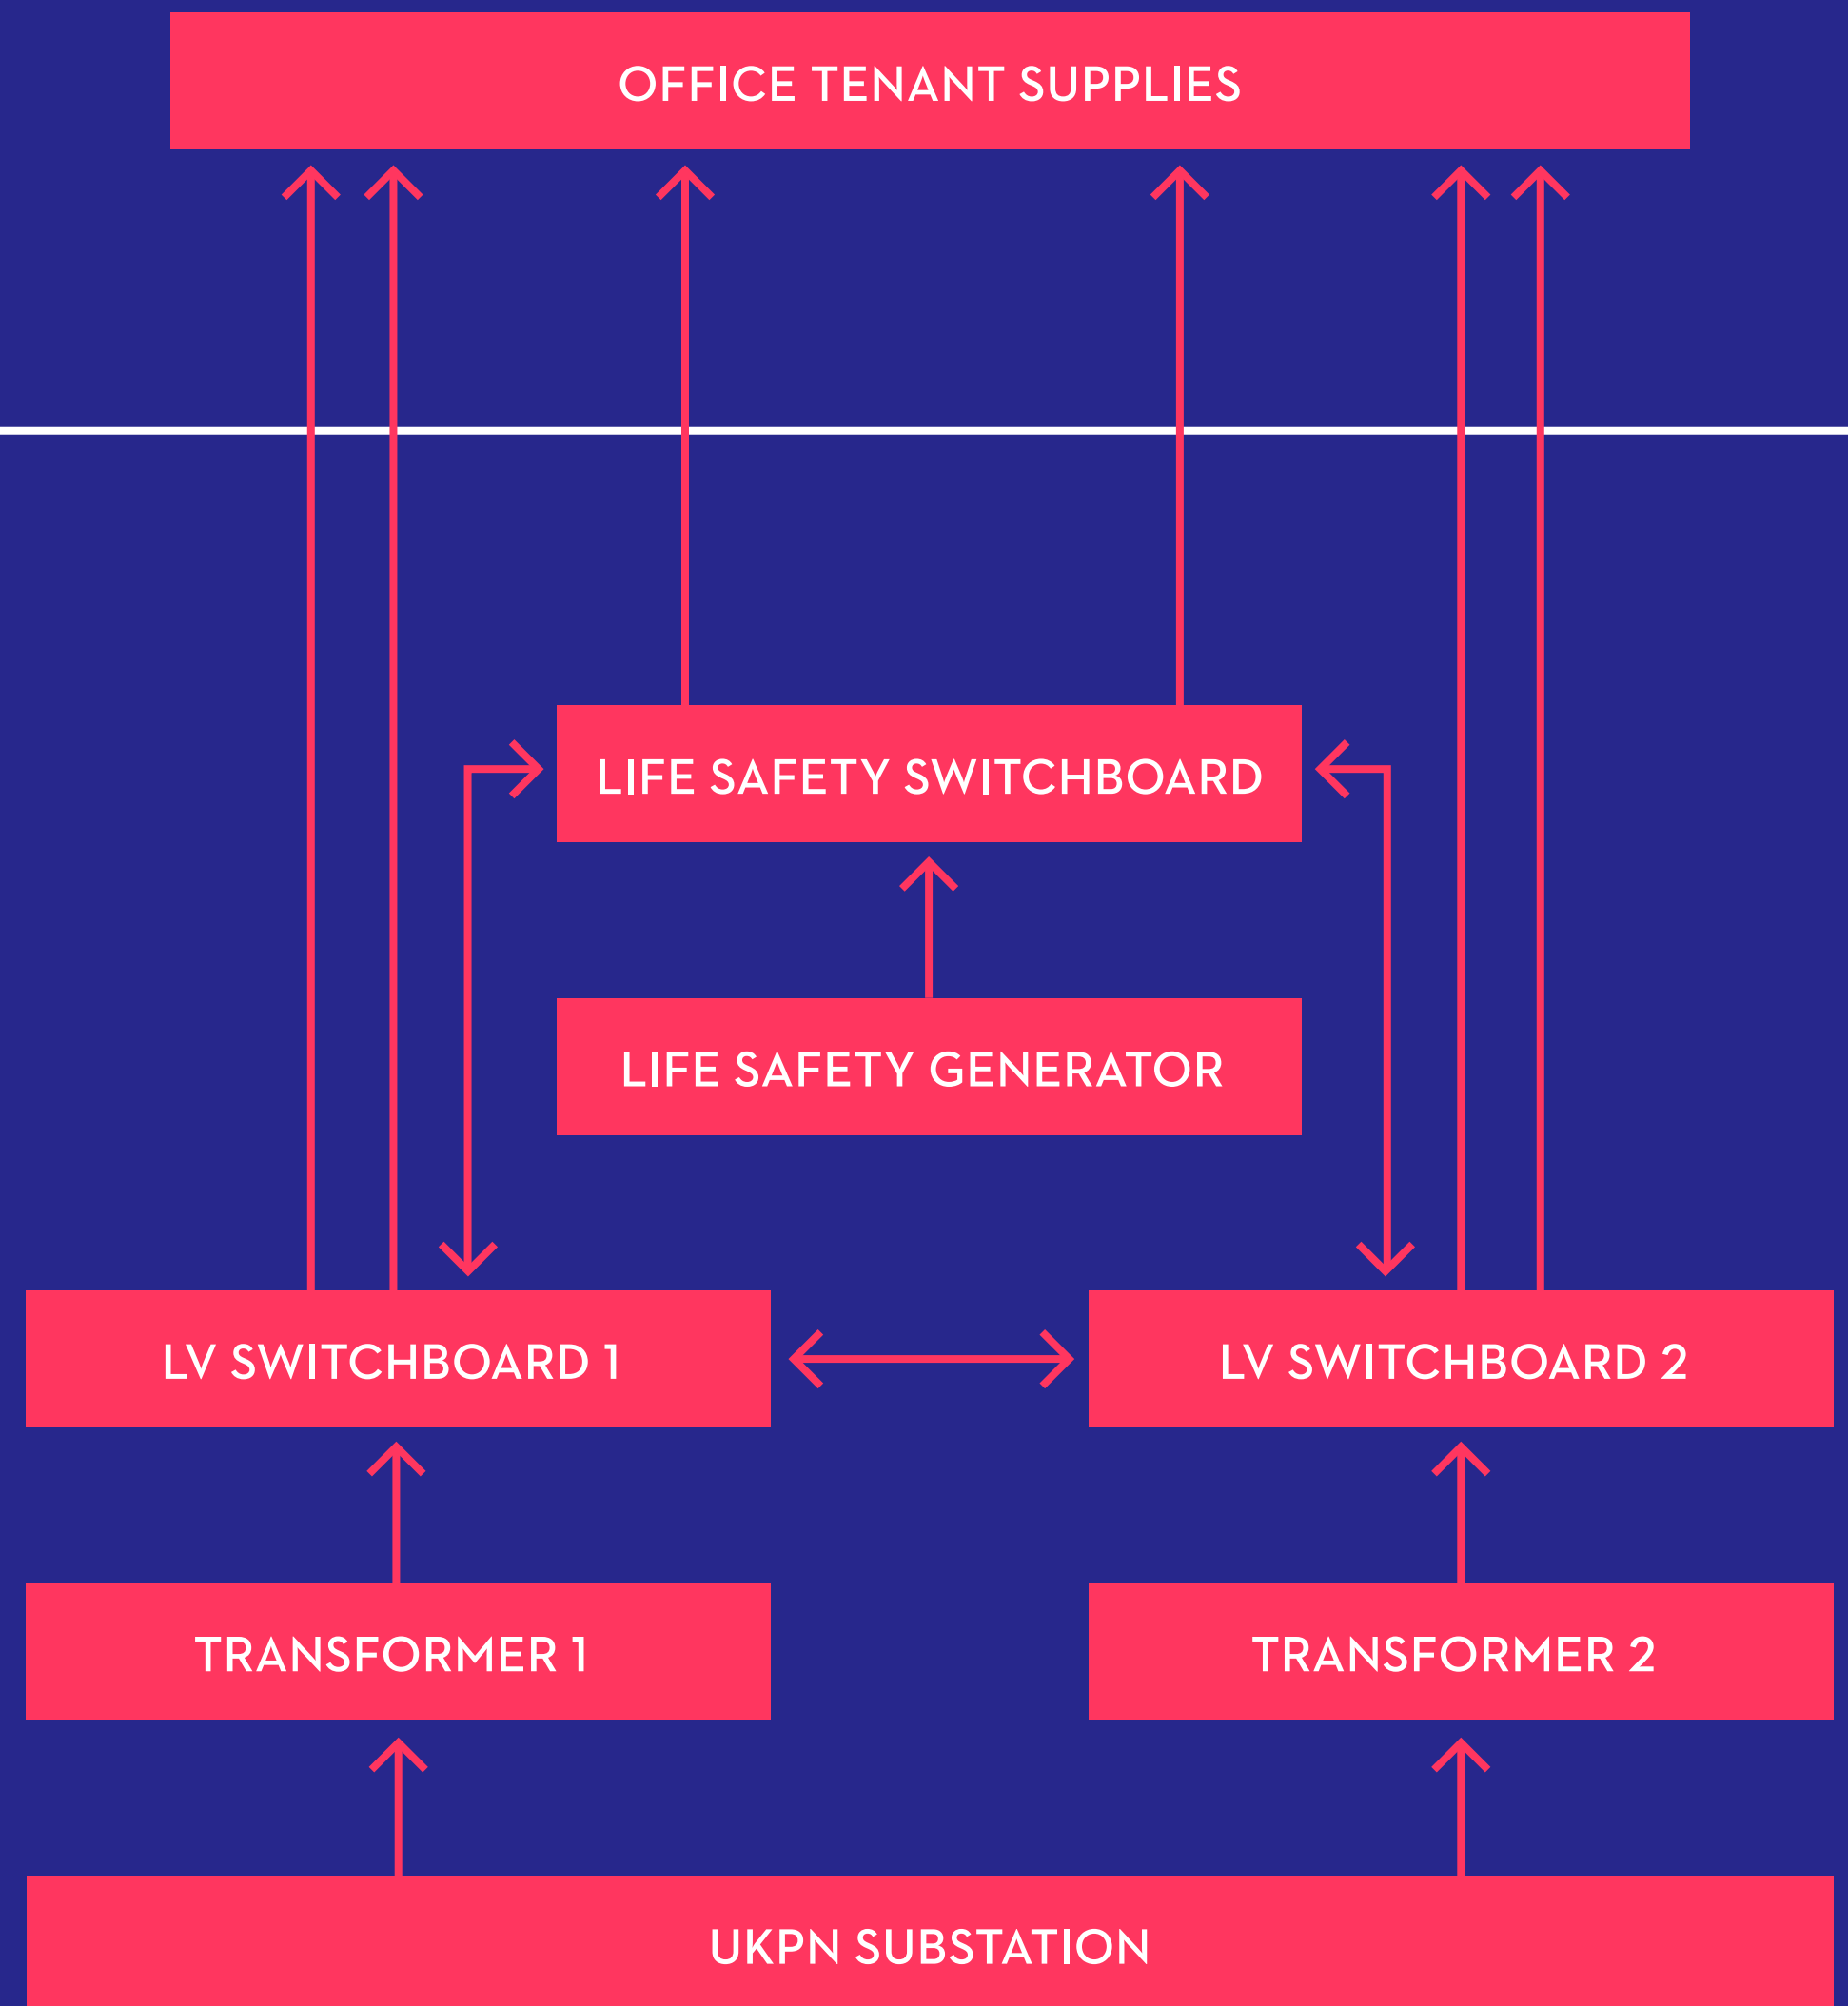 OFFICE TENANT SUPPLIES
LIFE SAFETY SWITCHBOARD
LIFE SAFETY GENERATOR
LV SWITCHBOARD 1
LV SWITCHBOARD 2
TRANSFORMER 1
TRANSFORMER 2
UKPN SUBSTATION